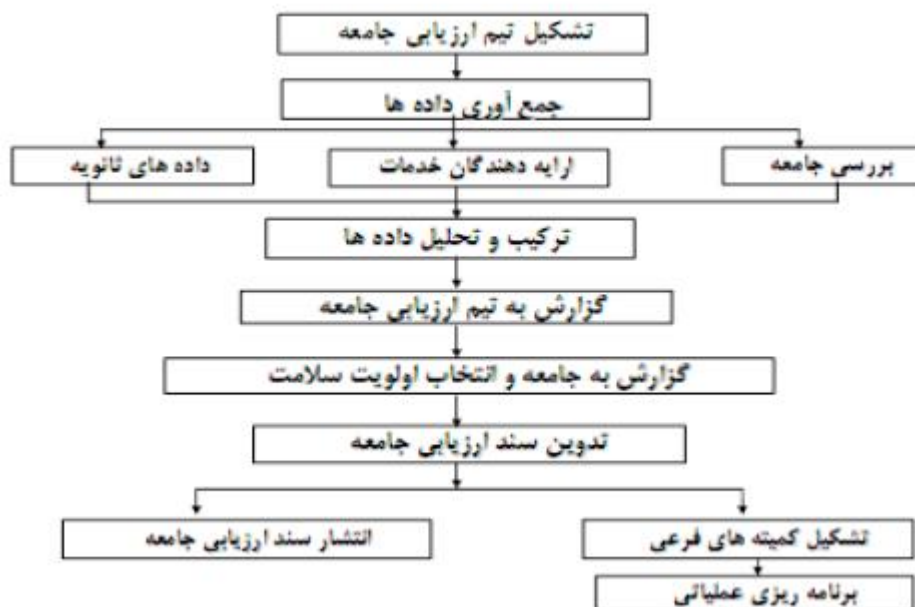 تشکیل تیم ارزیابی جامعه
جمع آوری داده ها
بررسی جامعه
ارایه دهندگان خدمات
داده های ثانویه
ترکیب و تحلیل داده ها
گزارش به تیم ارزیابی جامعه
گزارش به جامعه و انتخاب اولویت سلامت
تدوین سند ارزیابی جامعه
تشکیل کمیته های فرعی
انتشار سند ارزیابی جامعه
برنامه ریزی عملیاتی